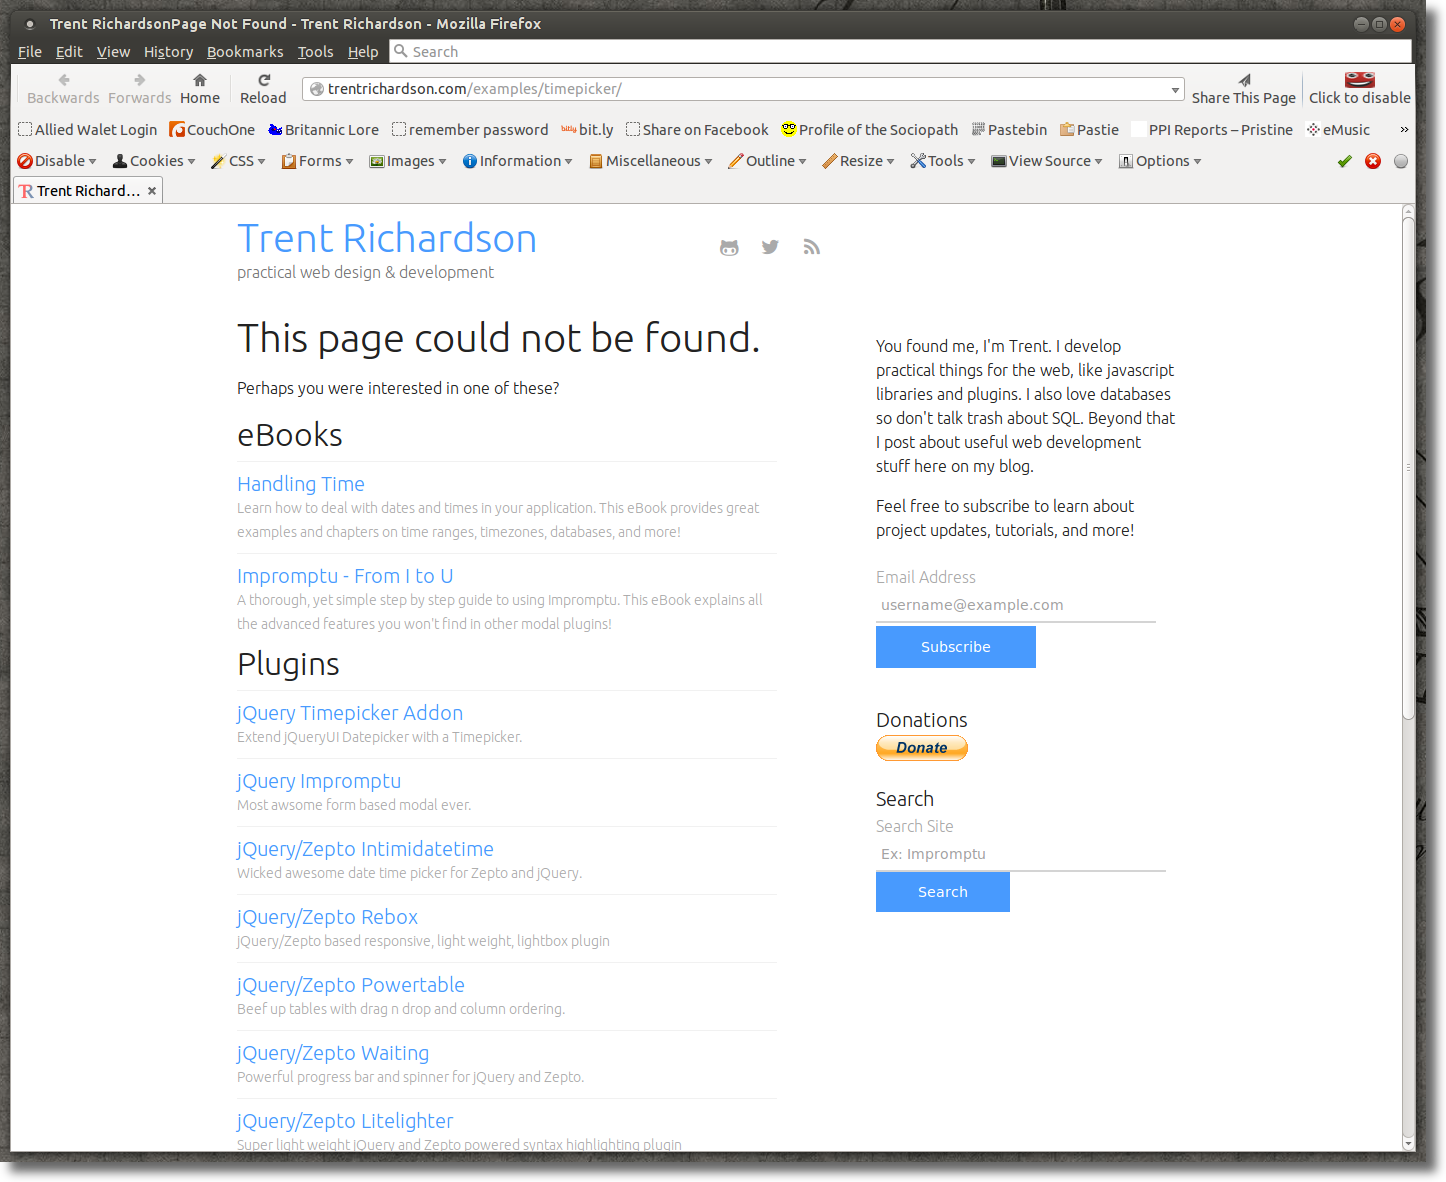 Trent RichardsonPage Not Found - Trent Richardson - Mozilla Firefox
File Edit View History Bookmarks Tools Help Search
Backwards Forwards Home Reload trentrichardson.com/examples/timepicker/ Share This Page Click to disable
Allied Walet Login CouchOne Britannic Lore remember password bitly bit.ly Share on Facebook Profile of the Sociopath Pastebin Pastie PPI Reports – Pristine eMusic »
Disable Cookies CSS Forms Images Information Miscellaneous Outline Resize Tools View Source Options
TR Trent Richard... ×
Trent Richardson
practical web design & development
This page could not be found.
Perhaps you were interested in one of these?
eBooks
Handling Time
Learn how to deal with dates and times in your application. This eBook provides great
examples and chapters on time ranges, timezones, databases, and more!
Impromptu - From I to U
A thorough, yet simple step by step guide to using Impromptu. This eBook explains all
the advanced features you won't find in other modal plugins!
Plugins
jQuery Timepicker Addon
Extend jQueryUI Datepicker with a Timepicker.
jQuery Impromptu
Most awsome form based modal ever.
jQuery/Zepto Intimidatetime
Wicked awesome date time picker for Zepto and jQuery.
jQuery/Zepto Rebox
jQuery/Zepto based responsive, light weight, lightbox plugin
jQuery/Zepto Powertable
Beef up tables with drag n drop and column ordering.
jQuery/Zepto Waiting
Powerful progress bar and spinner for jQuery and Zepto.
jQuery/Zepto Litelighter
Super light weight jQuery and Zepto powered syntax highlighting plugin
You found me, I'm Trent. I develop
practical things for the web, like javascript
libraries and plugins. I also love databases
so don't talk trash about SQL. Beyond that
I post about useful web development
stuff here on my blog.
Feel free to subscribe to learn about
project updates, tutorials, and more!
Email Address
username@example.com
Subscribe
Donations
Donate
Search
Search Site
Ex: Impromptu
Search